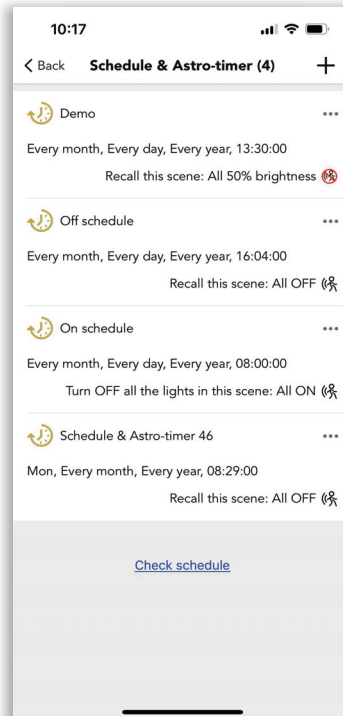 10:17
Back Schedule & Astro-timer (4) +
Demo
Every month, Every day, Every year, 13:30:00
Recall this scene: All 50% brightness
Off schedule
Every month, Every day, Every year, 16:04:00
Recall this scene: All OFF
On schedule
Every month, Every day, Every year, 08:00:00
Turn OFF all the lights in this scene: All ON
Schedule & Astro-timer 46
Mon, Every month, Every year, 08:29:00
Recall this scene: All OFF
Check schedule